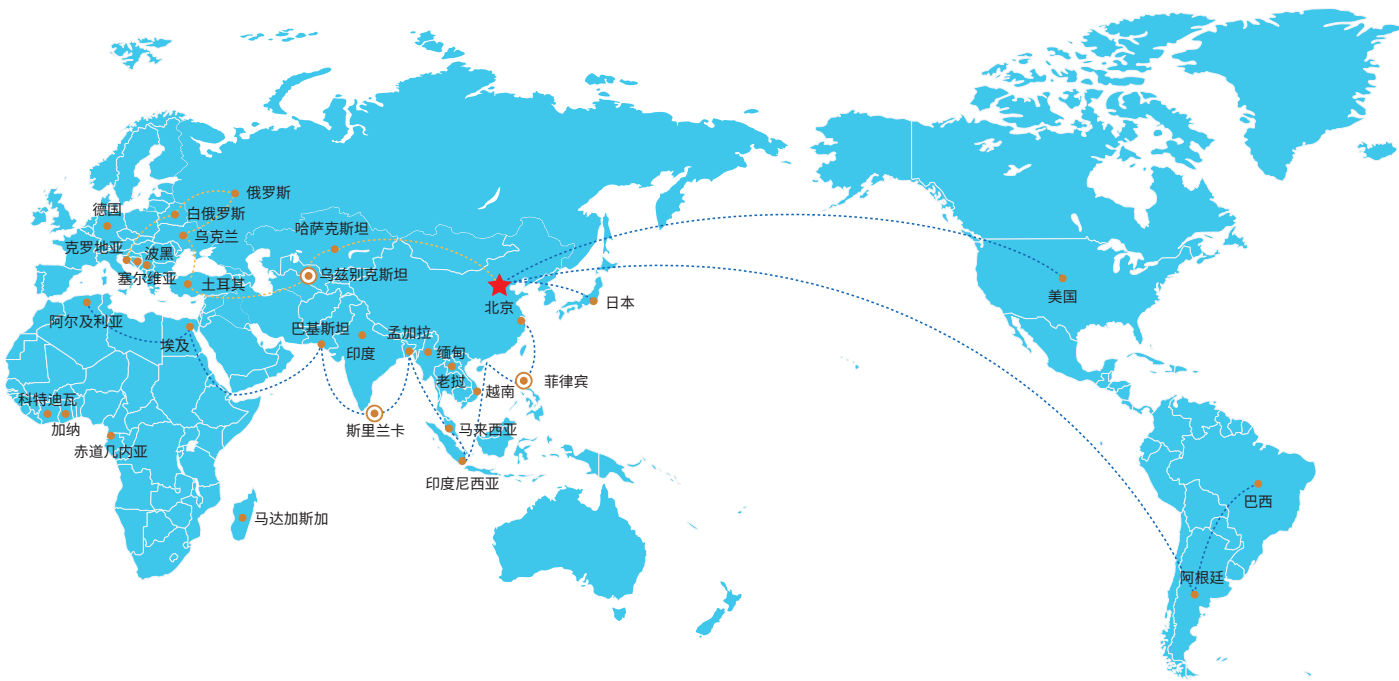 俄罗斯
德国
白俄罗斯
哈萨克斯坦
乌克兰
克罗地亚
波黑
塞尔维亚
乌兹别克斯坦
土耳其
美国
日本
北京
阿尔及利亚
巴基斯坦
孟加拉
埃及
印度
缅甸
老挝
菲律宾
越南
科特迪瓦
加纳
斯里兰卡
马来西亚
赤道几内亚
印度尼西亚
巴西
马达加斯加
阿根廷